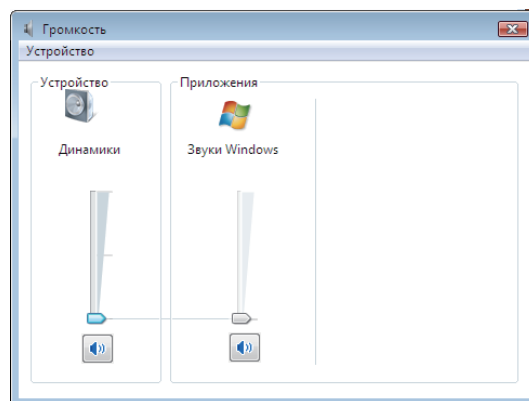 Громкость
Устройство
Устройство
Приложения
Динамики
Звуки Windows